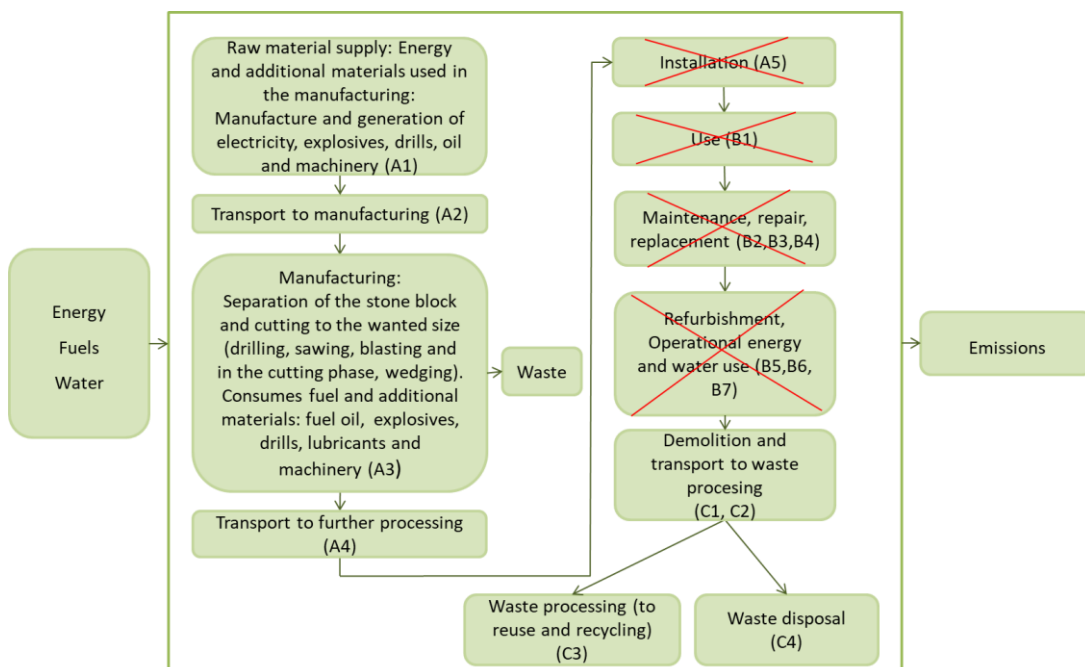 Energy
Fuels
Water
Raw material supply: Energy
and additional materials used in
the manufacturing:
Manufacture and generation of
electricity, explosives, drills, oil
and machinery (A1)
Transport to manufacturing (A2)
Manufacturing:
Separation of the stone block
and cutting to the wanted size
(drilling, sawing, blasting and
in the cutting phase, wedging).
Consumes fuel and additional
materials: fuel oil, explosives,
drills, lubricants and
machinery (A3)
Waste
Transport to further processing
(A4)
Installation (A5)
Use (B1)
Maintenance, repair,
replacement (B2,B3,B4)
Refurbishment,
Operational energy
and water use (B5,B6,
B7)
Demolition and
transport to waste
procesing
(C1, C2)
Waste processing (to
reuse and recycling)
(C3)
Waste disposal
(C4)
Emissions